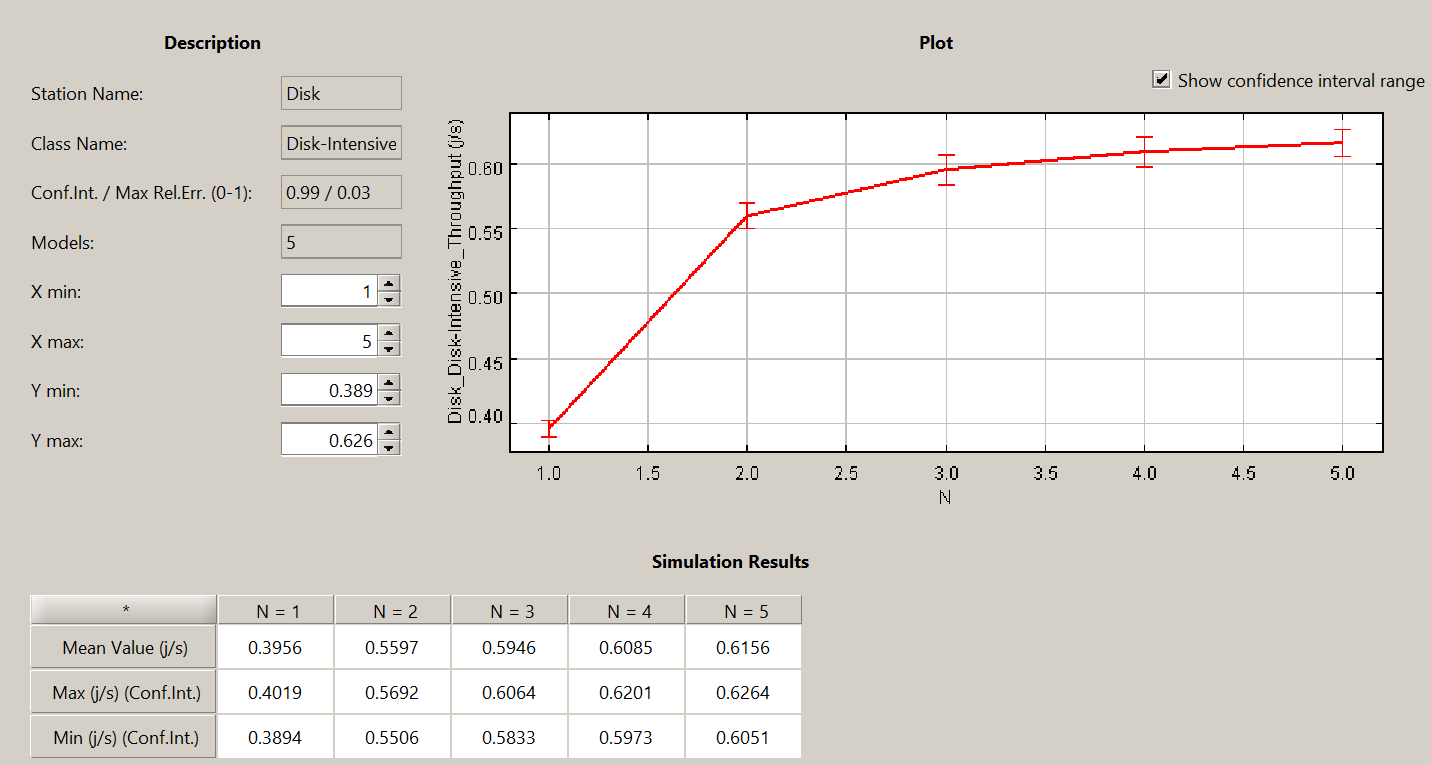 Description
Station Name: Disk
Class Name: Disk-Intensive
Conf.Int. / Max Rel.Err. (0-1): 0.99 / 0.03
Models: 5
X min: 1
X max: 5
Y min: 0.389
Y max: 0.626
Plot
Show confidence interval range
Disk_Disk-Intensive_Throughput (j/s)
0.60
0.55
0.50
0.45
0.40
1.0 1.5 2.0 2.5 3.0 3.5 4.0 4.5 5.0
N
Simulation Results
* N = 1 N = 2 N = 3 N = 4 N = 5
Mean Value (j/s) 0.3956 0.5597 0.5946 0.6085 0.6156
Max (j/s) (Conf.Int.) 0.4019 0.5692 0.6064 0.6201 0.6264
Min (j/s) (Conf.Int.) 0.3894 0.5506 0.5833 0.5973 0.6051